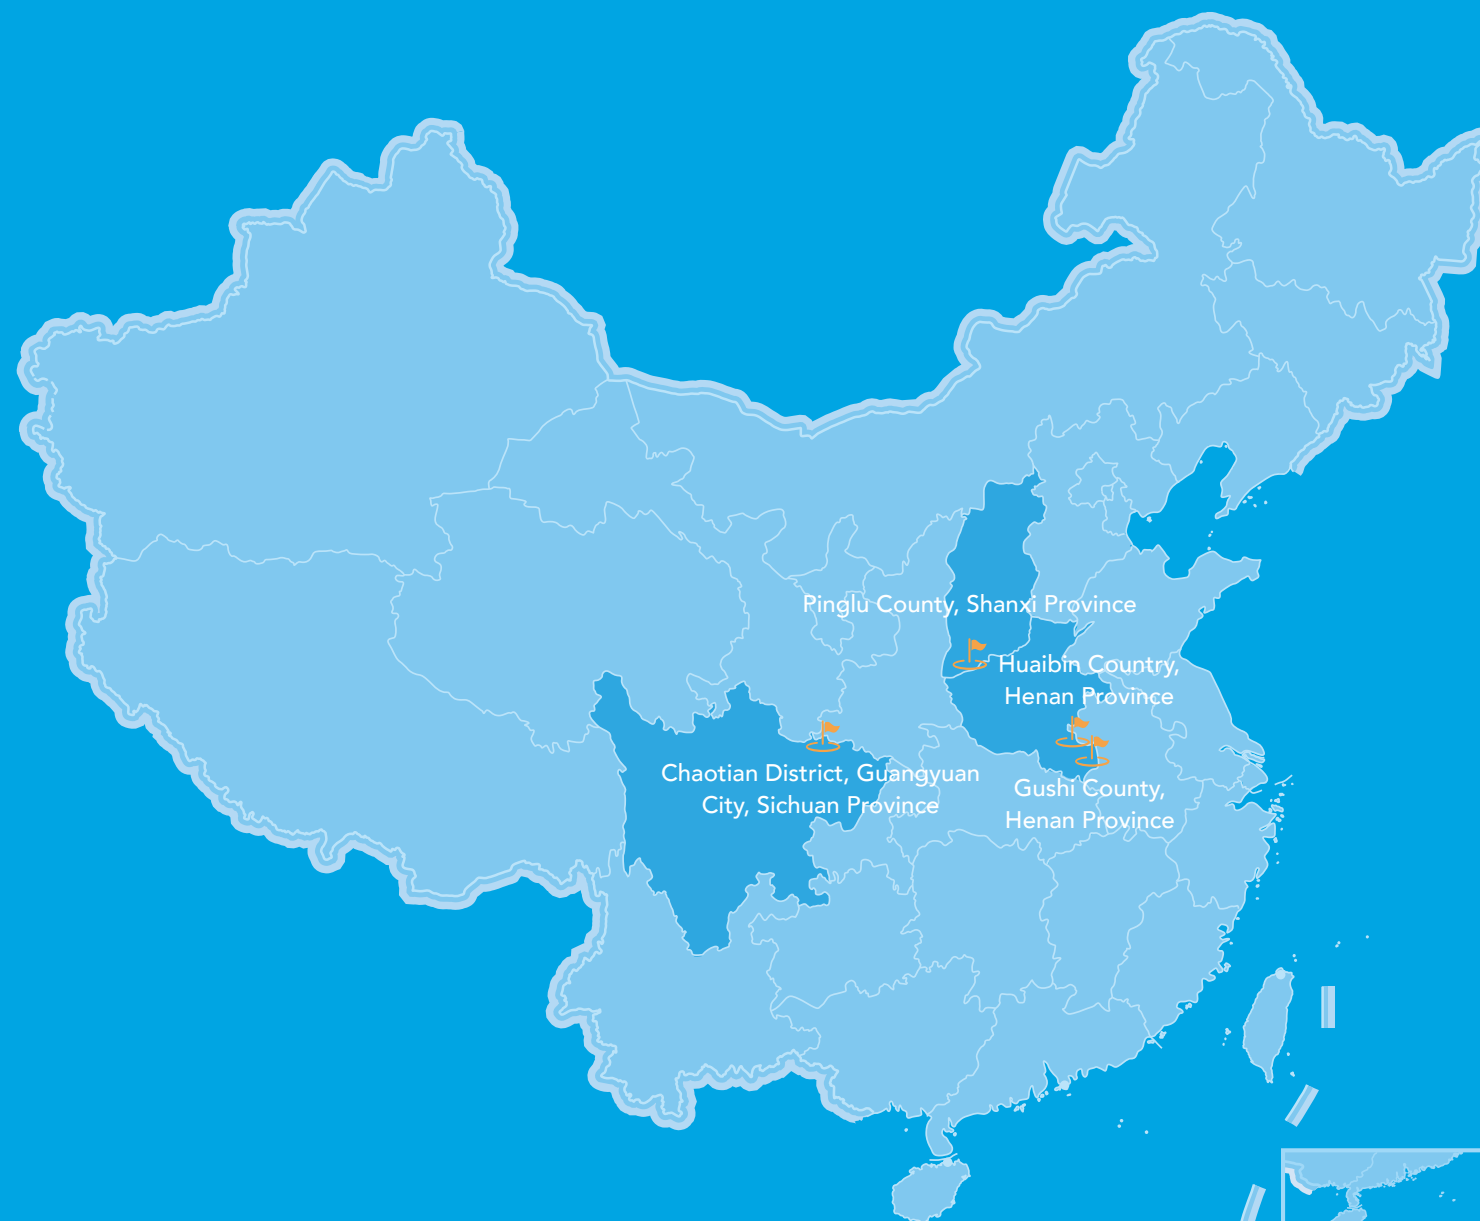 Pinglu County, Shanxi Province
Huaibin Country,
Henan Province
Chaotian District, Guangyuan
City, Sichuan Province
Gushi County,
Henan Province